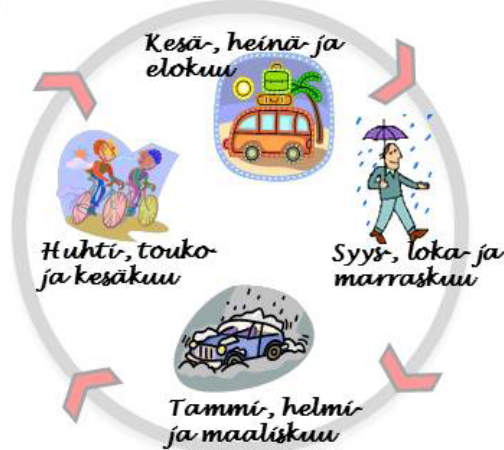 Kesä-, heinä- ja
elokuu
Huhti-, touko-
ja kesäkuu
Syys-, loka- ja
marraskuu
Tammi-, helmi-
ja maaliskuu